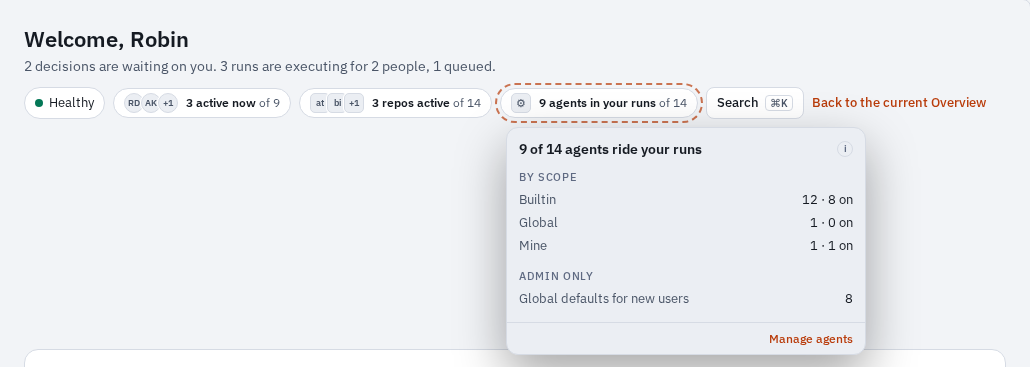 Welcome, Robin
2 decisions are waiting on you. 3 runs are executing for 2 people, 1 queued.
Healthy
RD AK +1 3 active now of 9
at bi +1 3 repos active of 14
9 agents in your runs of 14
Search ⌘K
Back to the current Overview
9 of 14 agents ride your runs i
BY SCOPE
Builtin 12 · 8 on
Global 1 · 0 on
Mine 1 · 1 on
ADMIN ONLY
Global defaults for new users 8
Manage agents